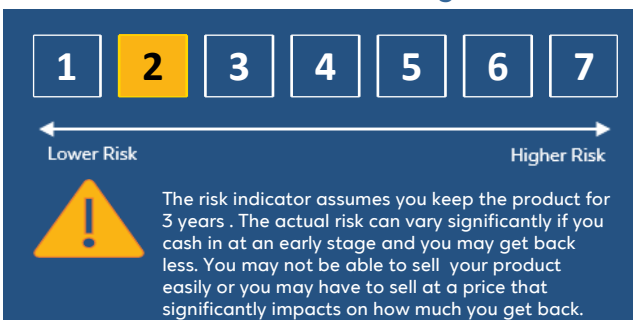 1 2 3 4 5 6 7
Lower Risk Higher Risk
The risk indicator assumes you keep the product for
3 years . The actual risk can vary significantly if you
cash in at an early stage and you may get back
less. You may not be able to sell your product
easily or you may have to sell at a price that
significantly impacts on how much you get back.